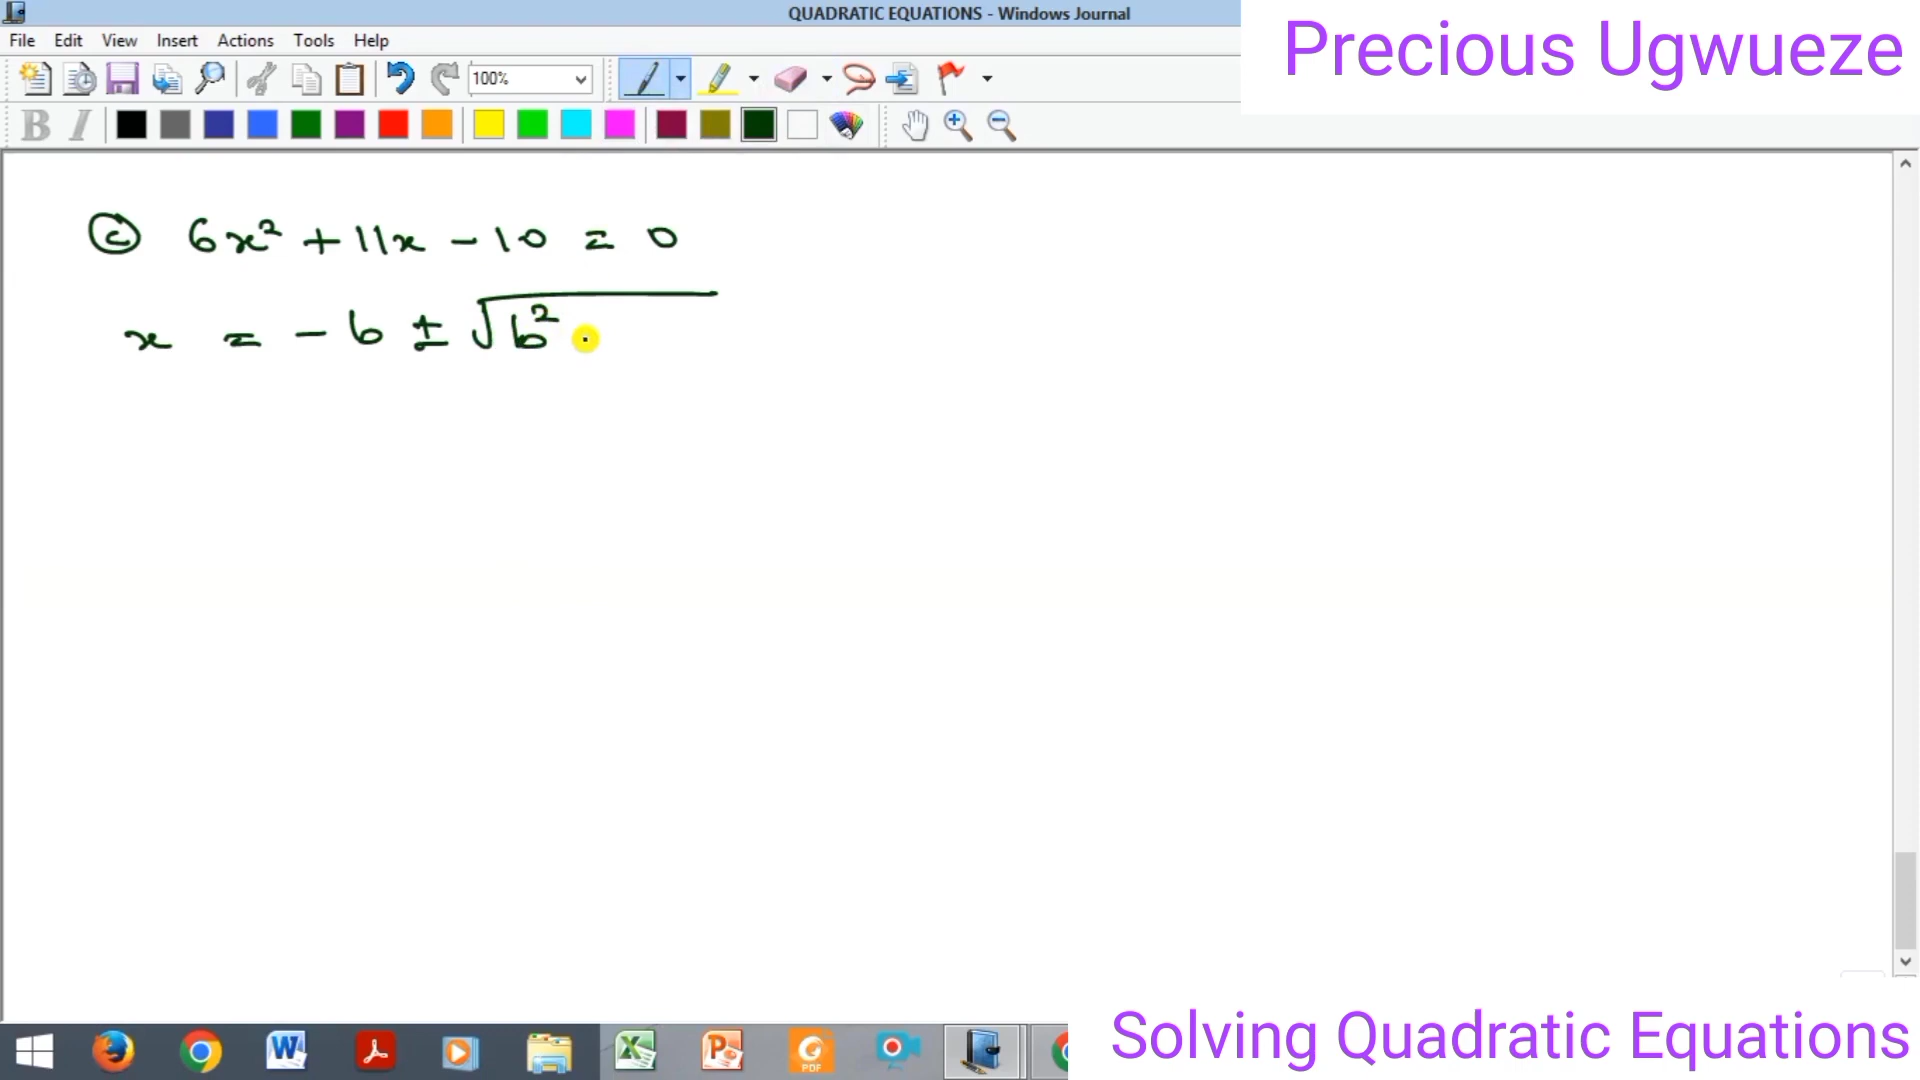 QUADRATIC EQUATIONS - Windows Journal
Precious Ugwueze
File Edit View Insert Actions Tools Help
100%
B I
ⓒ 6x² + 11x - 10 = 0
x = - b ± √b²
W X P PDF
Solving Quadratic Equations